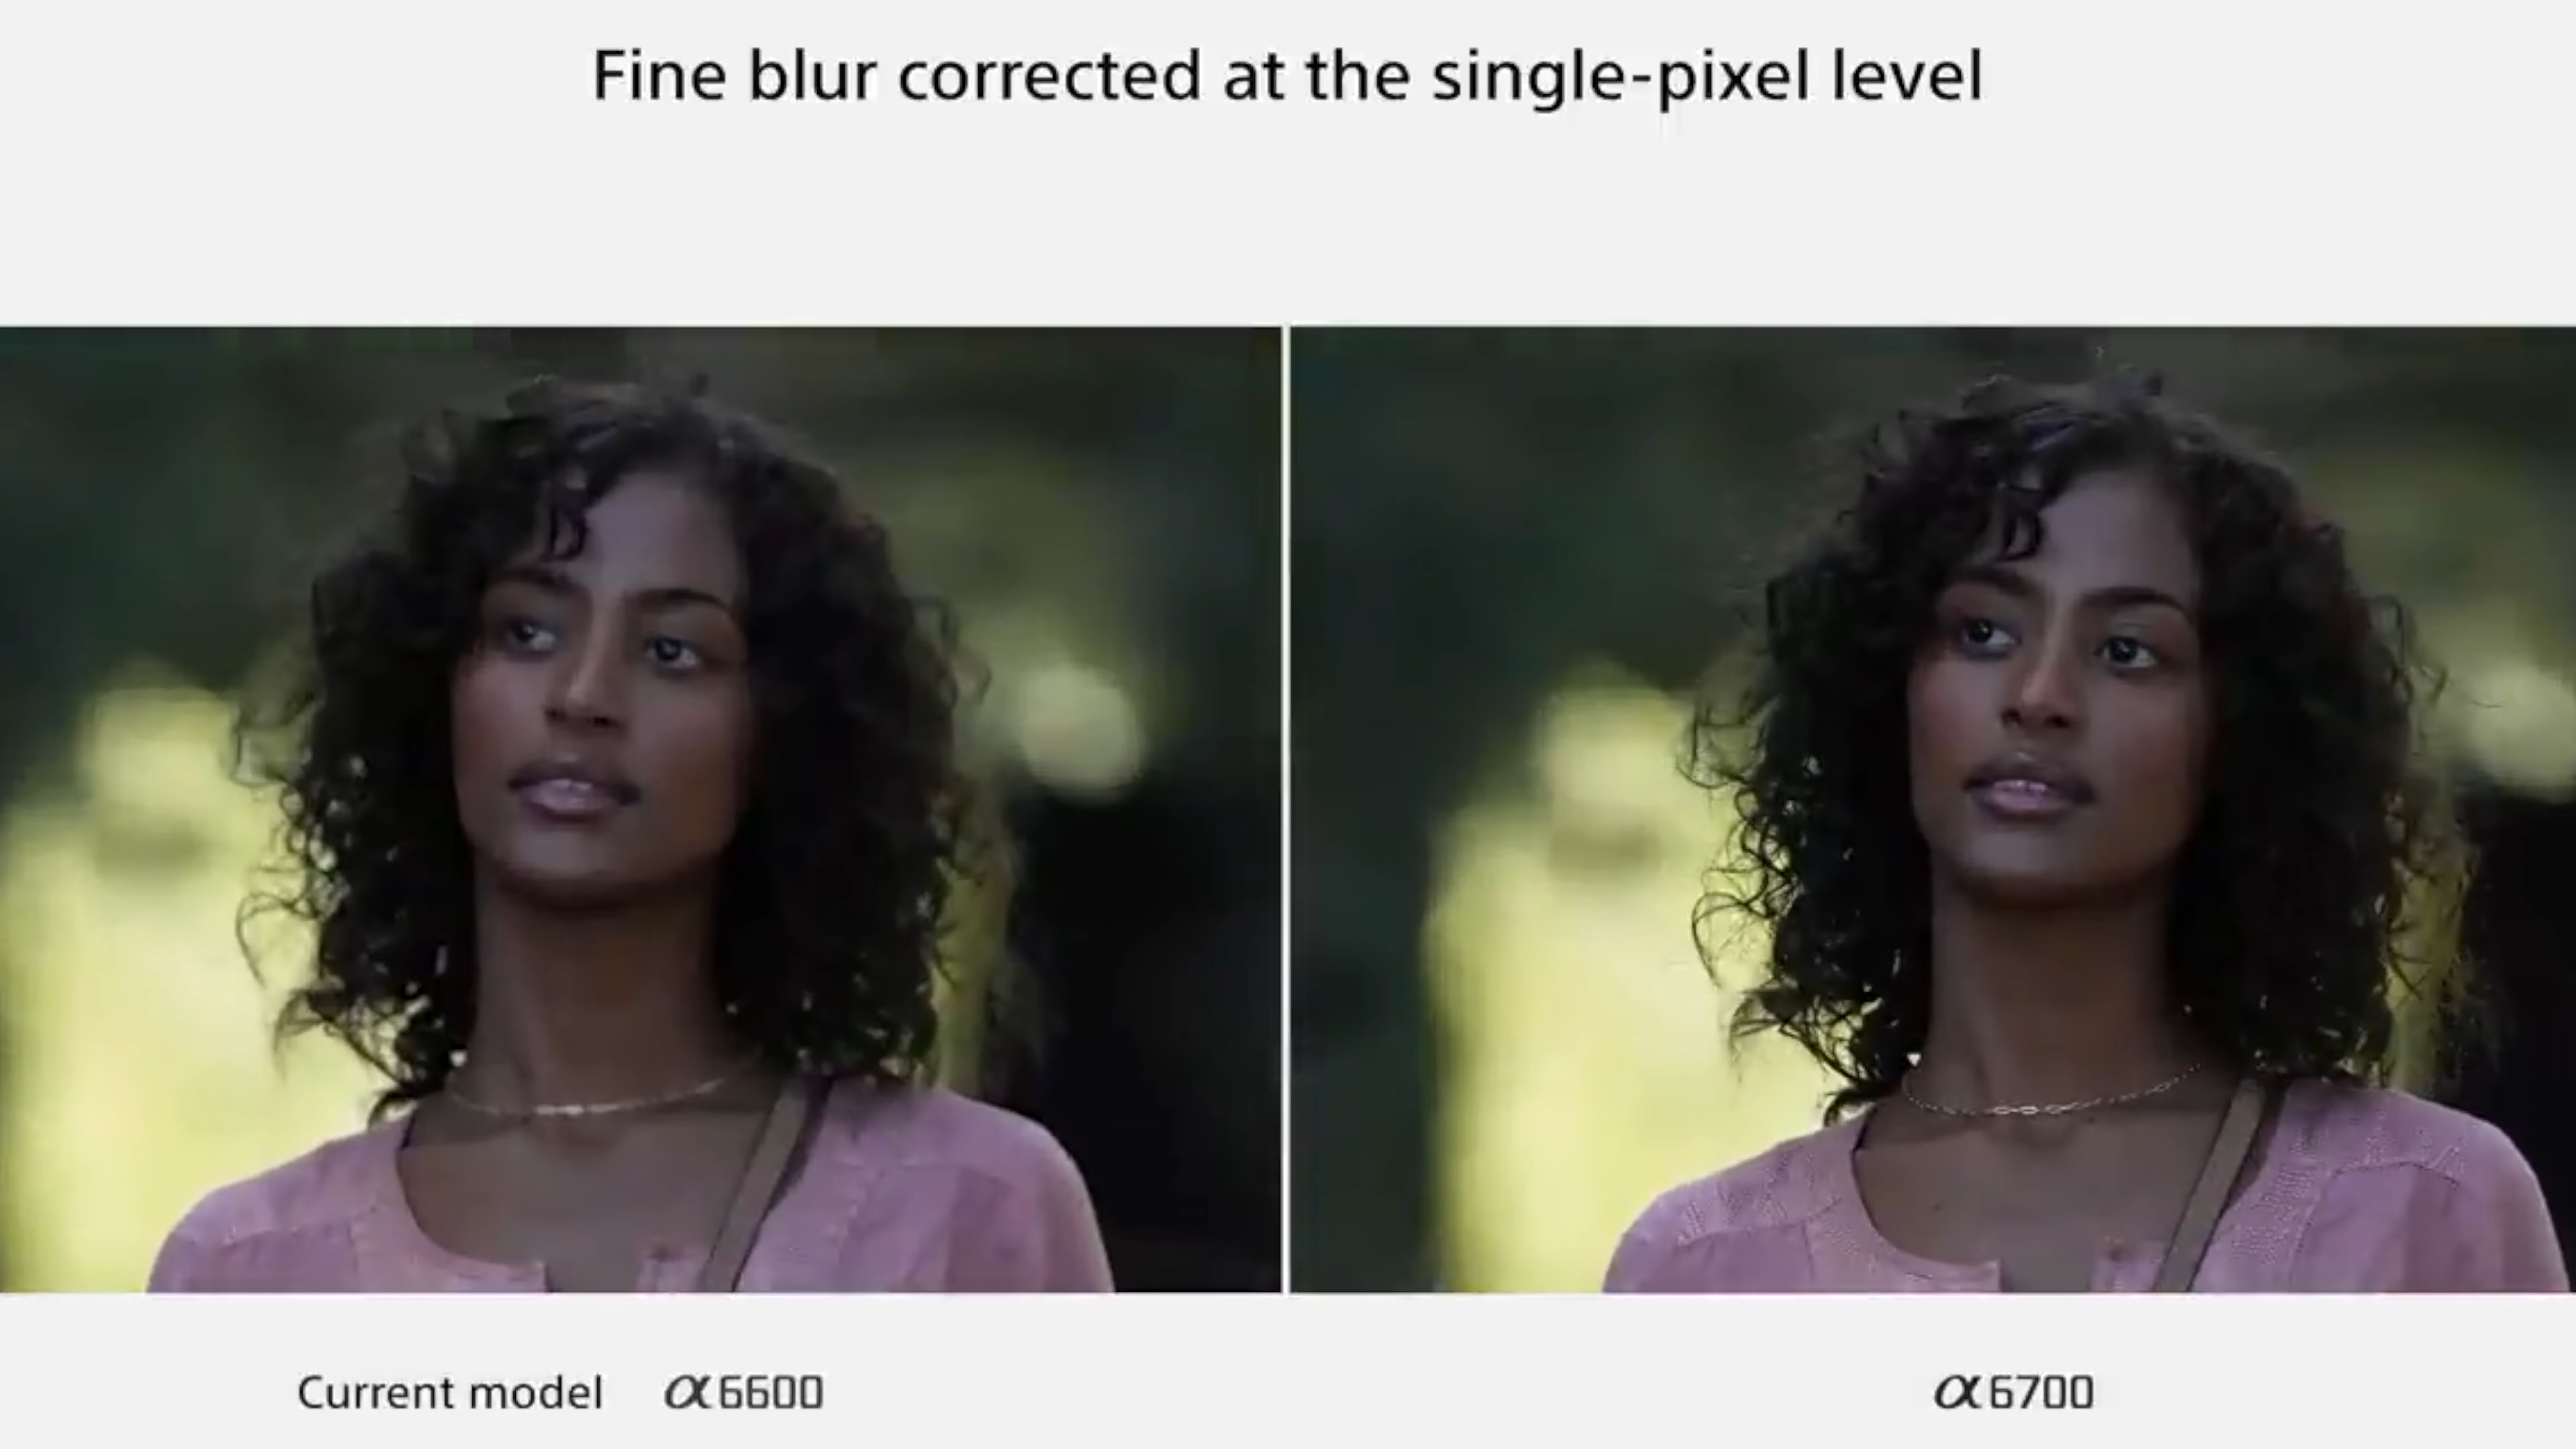 Fine blur corrected at the single-pixel level
Current model α6600
α6700